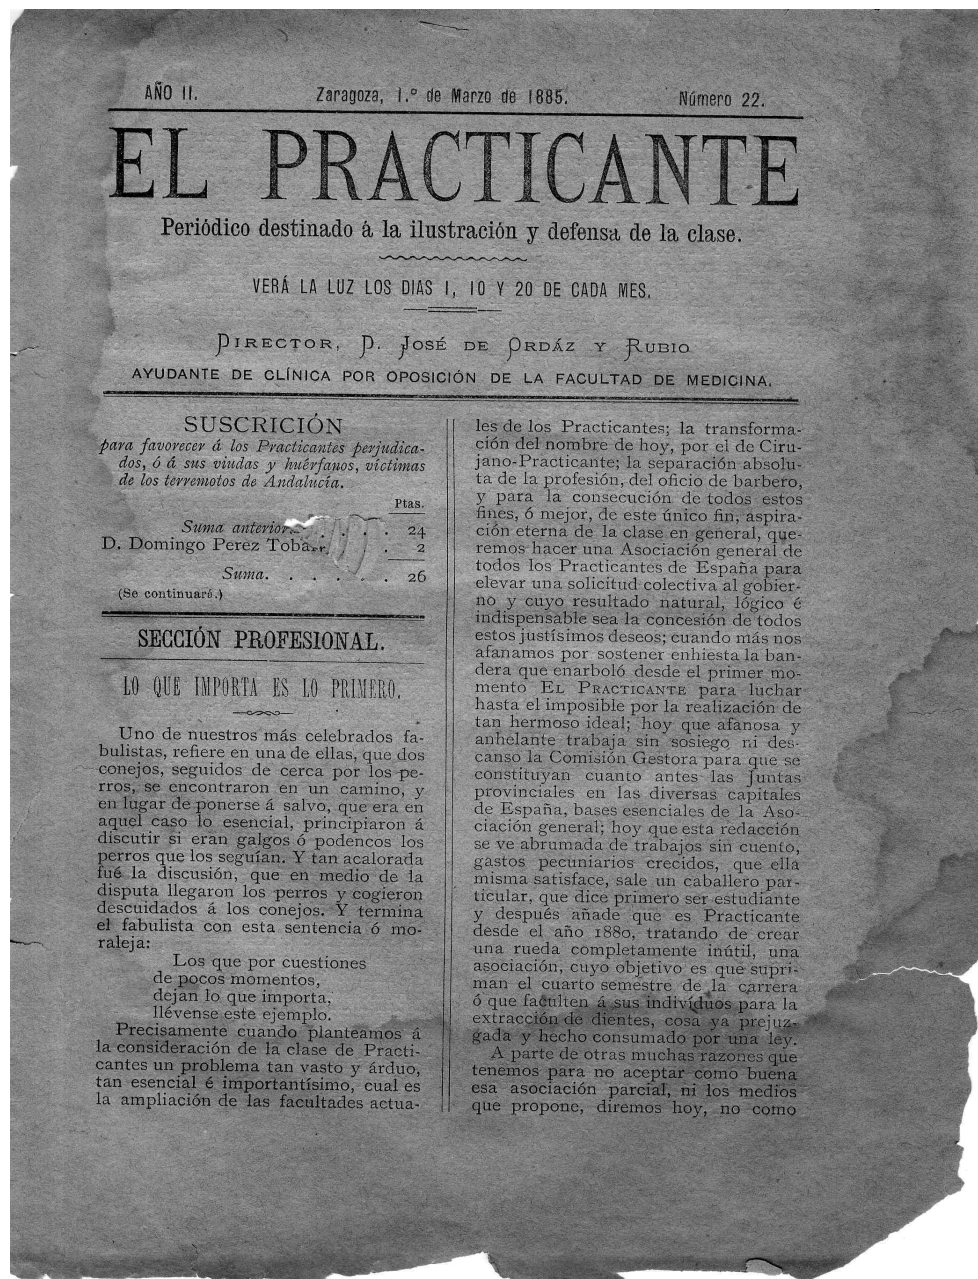 AÑO II.
Zaragoza, 1.º de Marzo de 1885.
Número 22.
EL PRACTICANTE
Periódico destinado á la ilustración y defensa de la clase.
VERÁ LA LUZ LOS DIAS 1, 10 Y 20 DE CADA MES.
DIRECTOR, D. JOSÉ DE ORDÁZ Y RUBIO
AYUDANTE DE CLÍNICA POR OPOSICIÓN DE LA FACULTAD DE MEDICINA.
SUSCRICIÓN
para favorecer á los Practicantes perjudica-
dos, ó á sus viudas y huérfanos, víctimas
de los terremotos de Andalucía.
Ptas.
Suma anterior. . . . . 24
D. Domingo Perez . 2
Suma. . . . . . 26
(Se continuaré.)
SECCIÓN PROFESIONAL.
LO QUE IMPORTA ES LO PRIMERO.
Uno de nuestros más celebrados fa-
bulistas, refiere en una de ellas, que dos
conejos, seguidos de cerca por los pe-
rros, se encontraron en un camino, y
en lugar de ponerse á salvo, que era en
aquel caso lo esencial, principiaron á
discutir si eran galgos ó podencos los
perros que los seguían. Y tan acalorada
fué la discusión, que en medio de la
disputa llegaron los perros y cogieron
descuidados á los conejos. Y termina
el fabulista con esta sentencia ó mo-
raleja:
Los que por cuestiones
de pocos momentos,
dejan lo que importa,
llévense este ejemplo.
Precisamente cuando planteamos á
la consideración de la clase de Practi-
cantes un problema tan vasto y árduo,
tan esencial é importantísimo, cual es
la ampliación de las facultades actua-
les de los Practicantes; la transforma-
ción del nombre de hoy, por el de Ciru-
jano-Practicante; la separación absolu-
ta de la profesión, del oficio de barbero,
y para la consecución de todos estos
fines, ó mejor, de este único fin, aspira-
ción eterna de la clase en general, que-
remos hacer una Asociación general de
todos los Practicantes de España para
elevar una solicitud colectiva al gobier-
no y cuyo resultado natural, lógico é
indispensable sea la concesión de todos
estos justísimos deseos; cuando más nos
afanamos por sostener enhiesta la ban-
dera que enarboló desde el primer mo-
mento EL PRACTICANTE para luchar
hasta el imposible por la realización de
tan hermoso ideal; hoy que afanosa y
anhelante trabaja sin sosiego ni des-
canso la Comisión Gestora para que se
constituyan cuanto antes las Juntas
provinciales en las diversas capitales
de España, bases esenciales de la Aso-
ciación general; hoy que esta redacción
se ve abrumada de trabajos sin cuento,
gastos pecuniarios crecidos, que ella
misma satisface, sale un caballero par-
ticular, que dice primero ser estudiante
y después añade que es Practicante
desde el año 1880, tratando de crear
una rueda completamente inútil, una
asociación, cuyo objetivo es que supri-
man el cuarto semestre de la carrera
ó que faculten á sus indivíduos para la
extracción de dientes, cosa ya prejuz-
gada y hecho consumado por una ley.
A parte de otras muchas razones que
tenemos para no aceptar como buena
esa asociación parcial, ni los medios
que propone, diremos hoy, no como